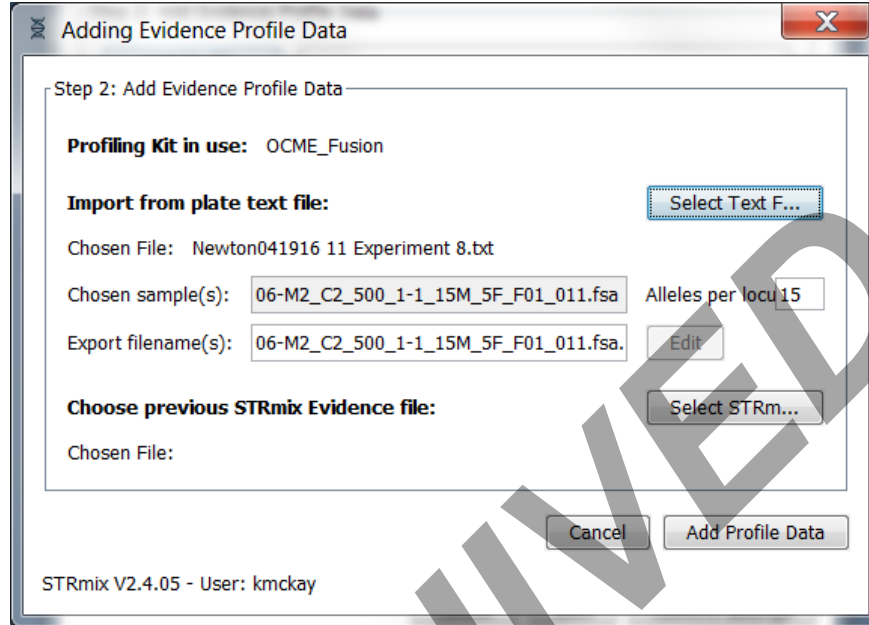 Adding Evidence Profile Data
Step 2: Add Evidence Profile Data
Profiling Kit in use: OCME_Fusion
Import from plate text file: Select Text F...
Chosen File: Newton041916 11 Experiment 8.txt
Chosen sample(s): 06-M2_C2_500_1-1_15M_5F_F01_011.fsa Alleles per locu 15
Export filename(s): 06-M2_C2_500_1-1_15M_5F_F01_011.fsa. Edit
Choose previous STRmix Evidence file: Select STRm...
Chosen File:
Cancel Add Profile Data
STRmix V2.4.05 - User: kmckay